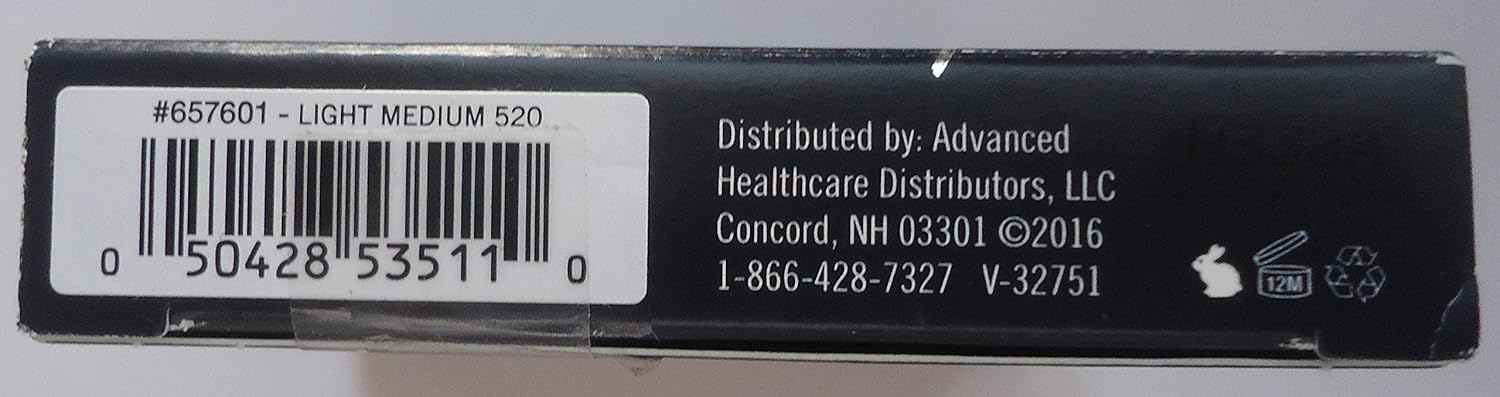 #657601 - LIGHT MEDIUM 520
0 50428 53511 0
Distributed by: Advanced
Healthcare Distributors, LLC
Concord, NH 03301 ©2016
1-866-428-7327 V-32751
12M